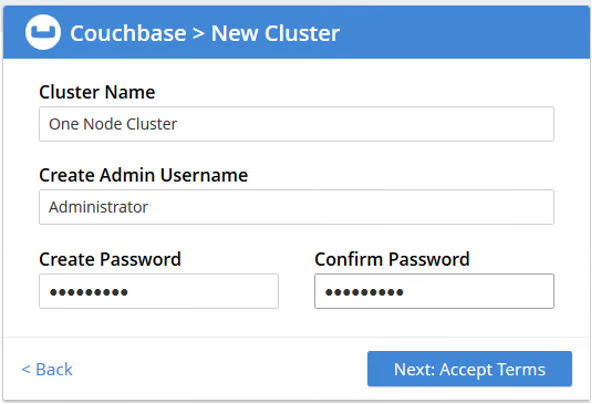 Couchbase > New Cluster
Cluster Name
One Node Cluster
Create Admin Username
Administrator
Create Password
Confirm Password
•••••••••
•••••••••
< Back
Next: Accept Terms